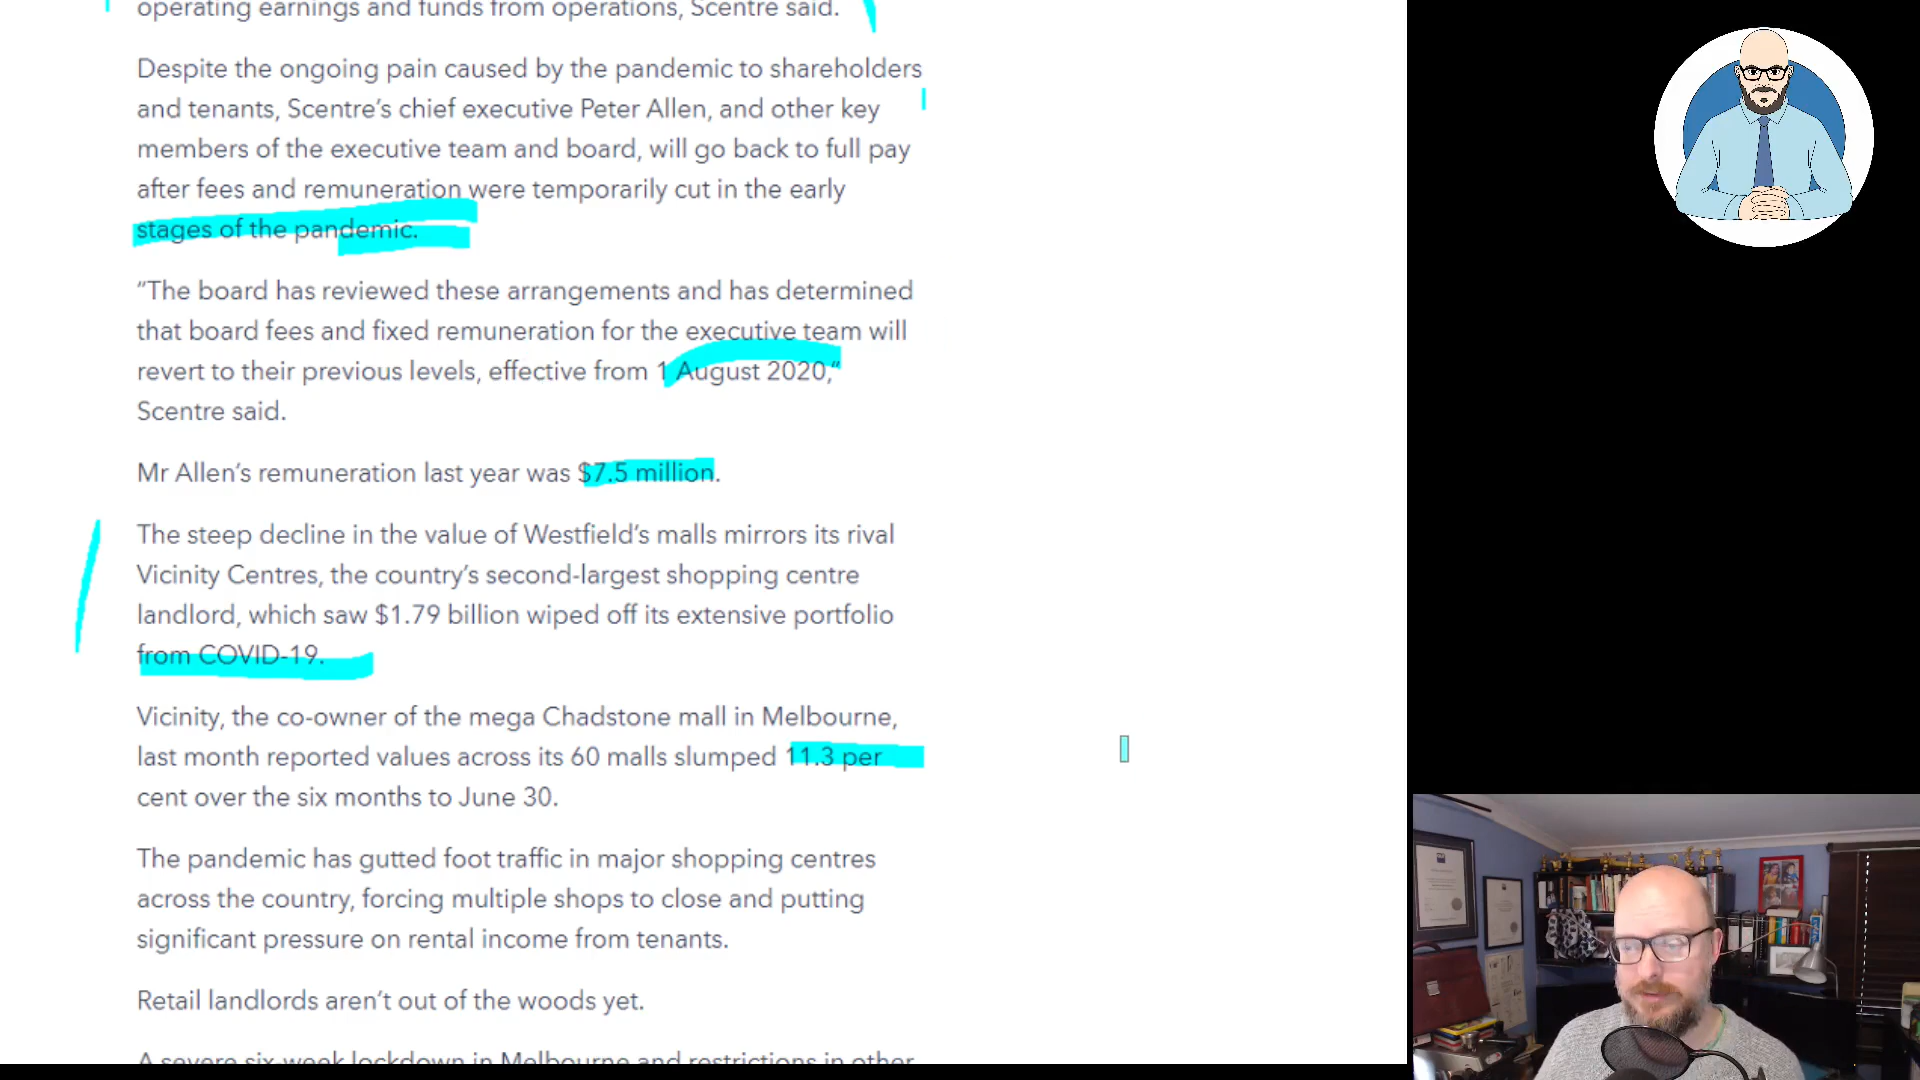 operating earnings and funds from operations, Scentre said.
Despite the ongoing pain caused by the pandemic to shareholders
and tenants, Scentre’s chief executive Peter Allen, and other key
members of the executive team and board, will go back to full pay
after fees and remuneration were temporarily cut in the early
stages of the pandemic.
“The board has reviewed these arrangements and has determined
that board fees and fixed remuneration for the executive team will
revert to their previous levels, effective from 1 August 2020,”
Scentre said.
Mr Allen’s remuneration last year was $7.5 million.
The steep decline in the value of Westfield’s malls mirrors its rival
Vicinity Centres, the country’s second-largest shopping centre
landlord, which saw $1.79 billion wiped off its extensive portfolio
from COVID-19.
Vicinity, the co-owner of the mega Chadstone mall in Melbourne,
last month reported values across its 60 malls slumped 11.3 per
cent over the six months to June 30.
The pandemic has gutted foot traffic in major shopping centres
across the country, forcing multiple shops to close and putting
significant pressure on rental income from tenants.
Retail landlords aren’t out of the woods yet.
A severe six-week lockdown in Melbourne and restrictions in other